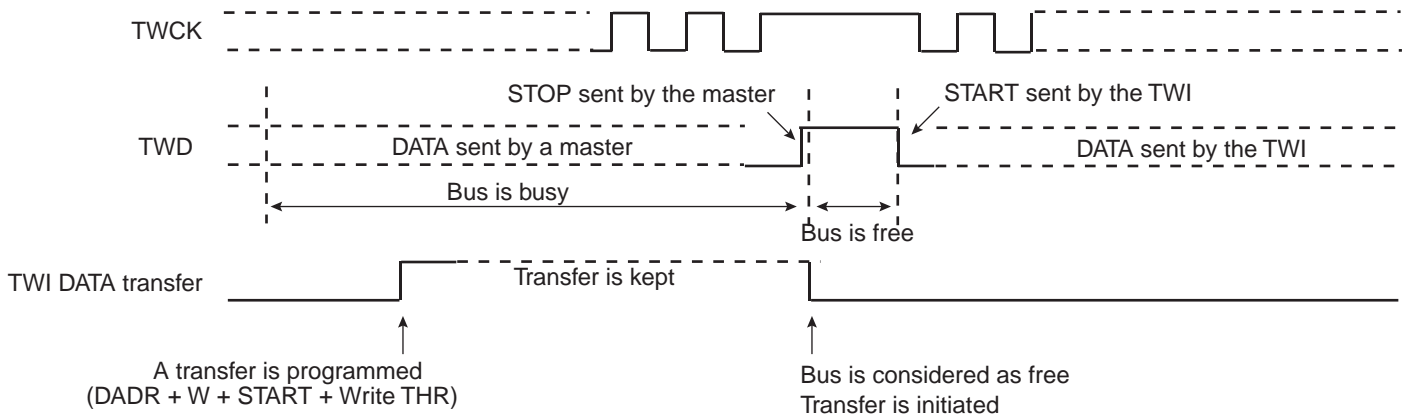 TWCK
STOP sent by the master
START sent by the TWI
TWD
DATA sent by a master
DATA sent by the TWI
Bus is busy
Bus is free
TWI DATA transfer
Transfer is kept
A transfer is programmed
(DADR + W + START + Write THR)
Bus is considered as free
Transfer is initiated